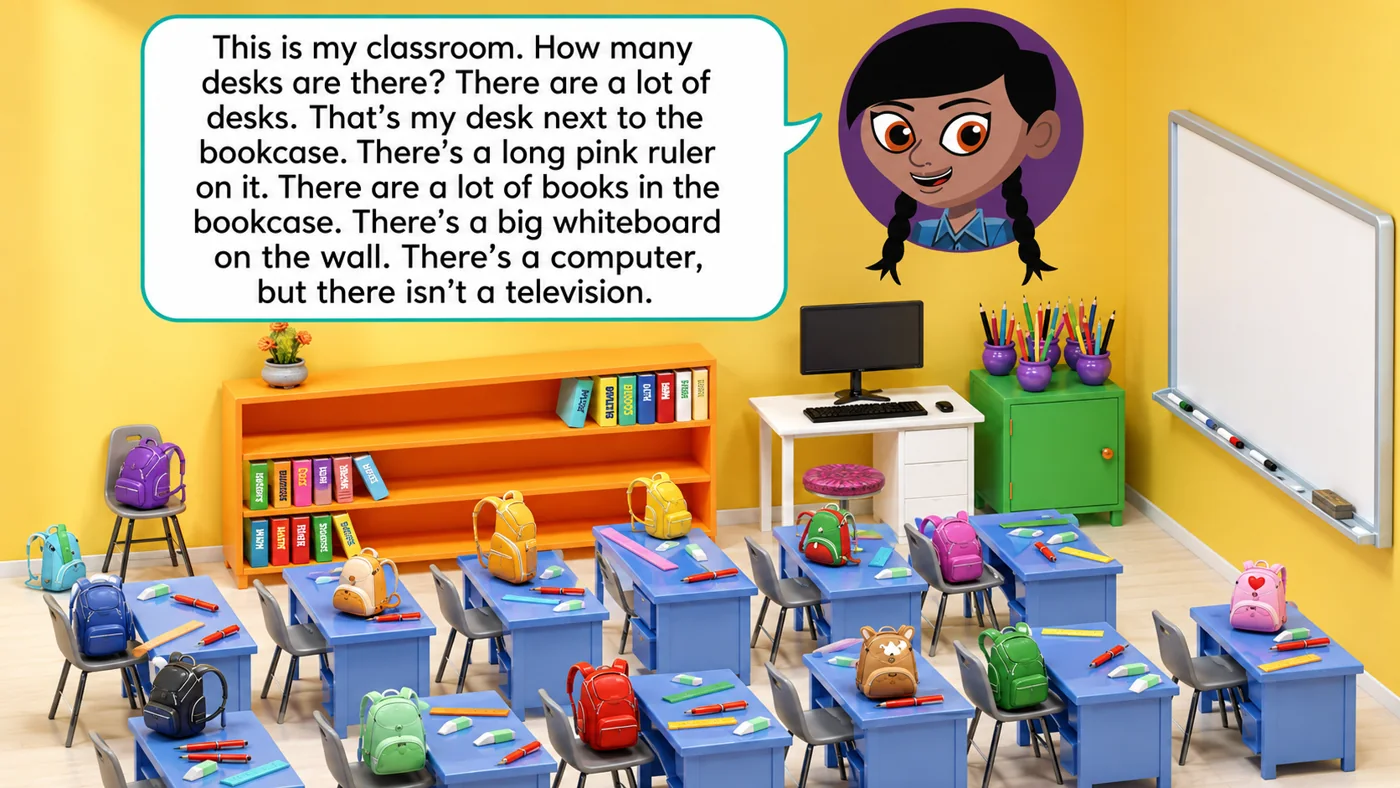 This is my classroom. How many
desks are there? There are a lot of
desks. That's my desk next to the
bookcase. There's a long pink ruler
on it. There are a lot of books in the
bookcase. There's a big whiteboard
on the wall. There's a computer,
but there isn't a television.